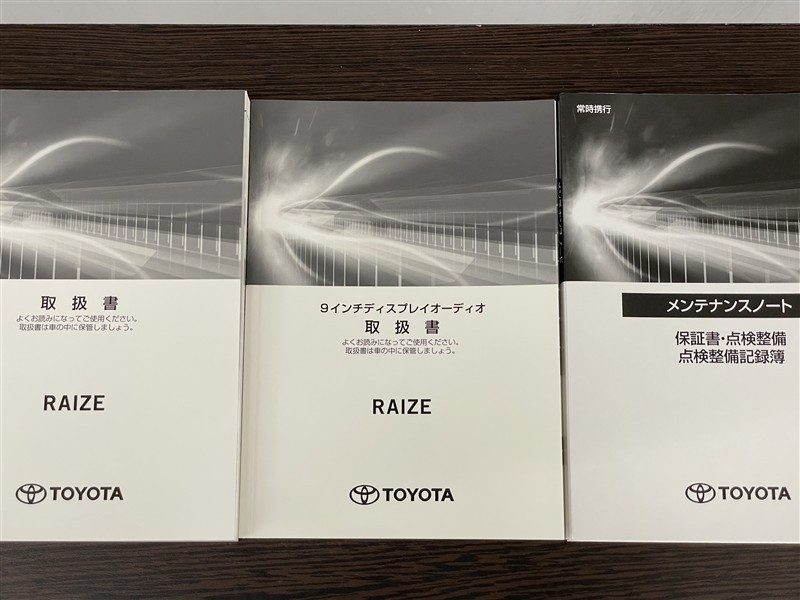 取扱書
よくお読みになってご使用ください。
取扱書は車の中に保管しましょう。
RAIZE
TOYOTA
9インチディスプレイオーディオ
取扱書
よくお読みになってご使用ください。
取扱書は車の中に保管しましょう。
RAIZE
TOYOTA
常時携行
メンテナンスノート
保証書・点検整備
点検整備記録簿
TOYOTA